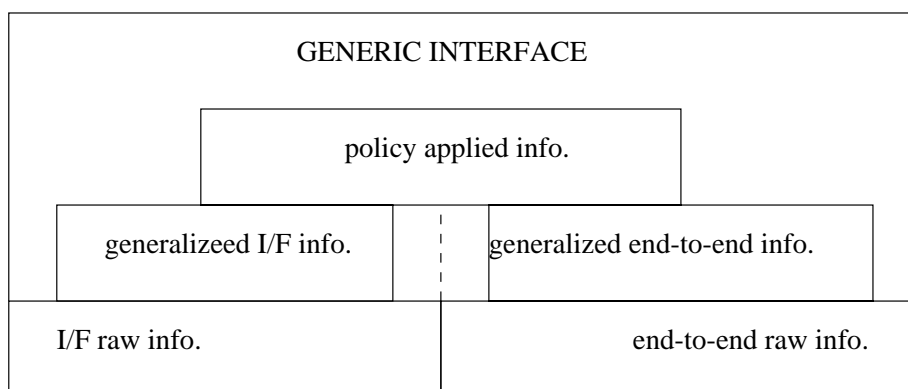 GENERIC INTERFACE
policy applied info.
generalizeed I/F info.
generalized end-to-end info.
I/F raw info.
end-to-end raw info.